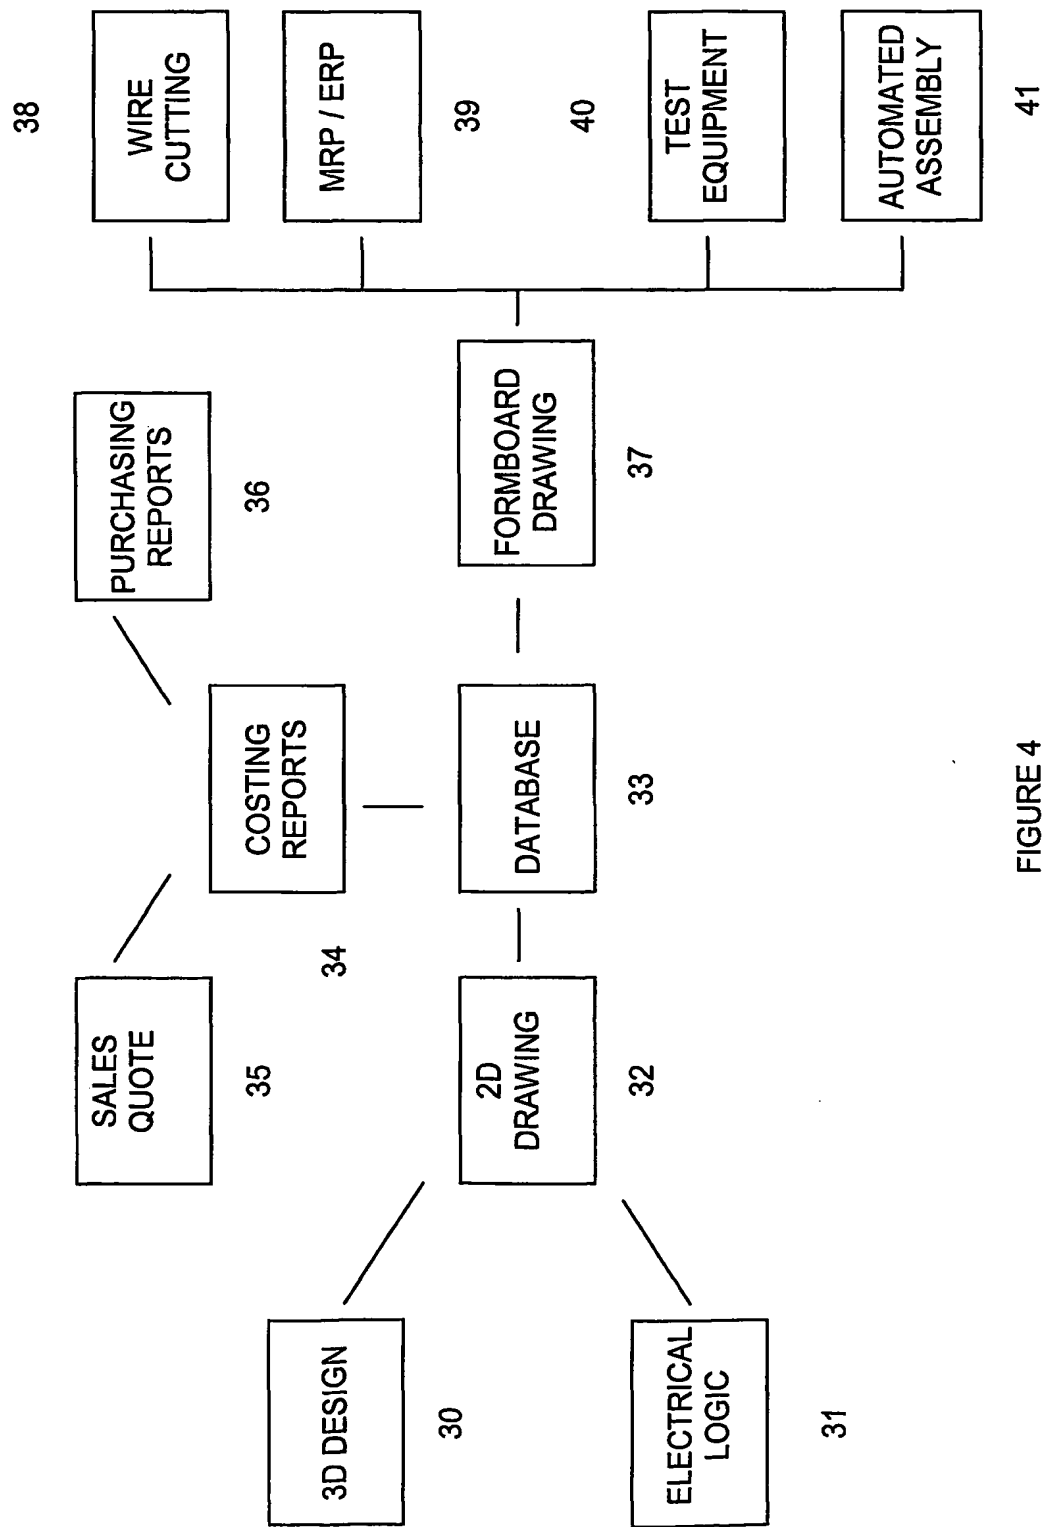 3D DESIGN
30
ELECTRICAL
LOGIC
31
2D
DRAWING
32
SALES
QUOTE
35
34
COSTING
REPORTS
DATABASE
33
PURCHASING
REPORTS
36
FORMBOARD
DRAWING
37
38
WIRE
CUTTING
MRP / ERP
39
40
TEST
EQUIPMENT
AUTOMATED
ASSEMBLY
41
FIGURE 4